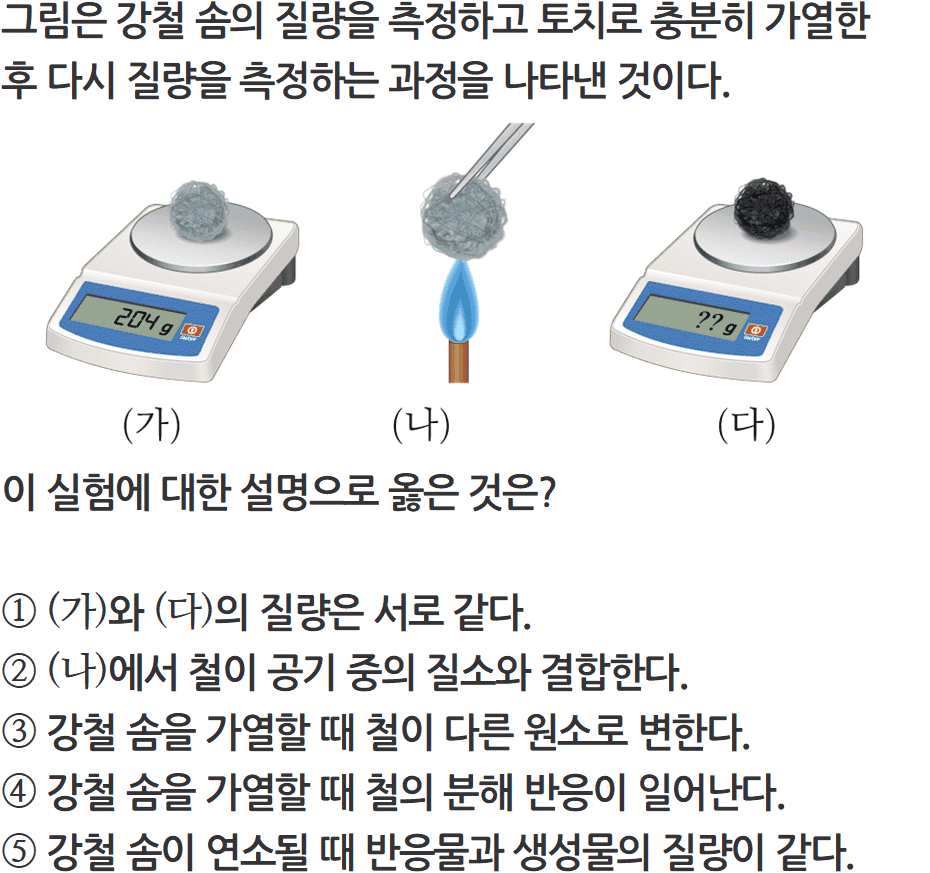 그림은 강철 솜의 질량을 측정하고 토치로 충분히 가열한
후 다시 질량을 측정하는 과정을 나타낸 것이다.
204 g
ON/OFF
?? g
ON/OFF
(가)
(나)
(다)
이 실험에 대한 설명으로 옳은 것은?
① (가)와 (다)의 질량은 서로 같다.
② (나)에서 철이 공기 중의 질소와 결합한다.
③ 강철 솜을 가열할 때 철이 다른 원소로 변한다.
④ 강철 솜을 가열할 때 철의 분해 반응이 일어난다.
⑤ 강철 솜이 연소될 때 반응물과 생성물의 질량이 같다.